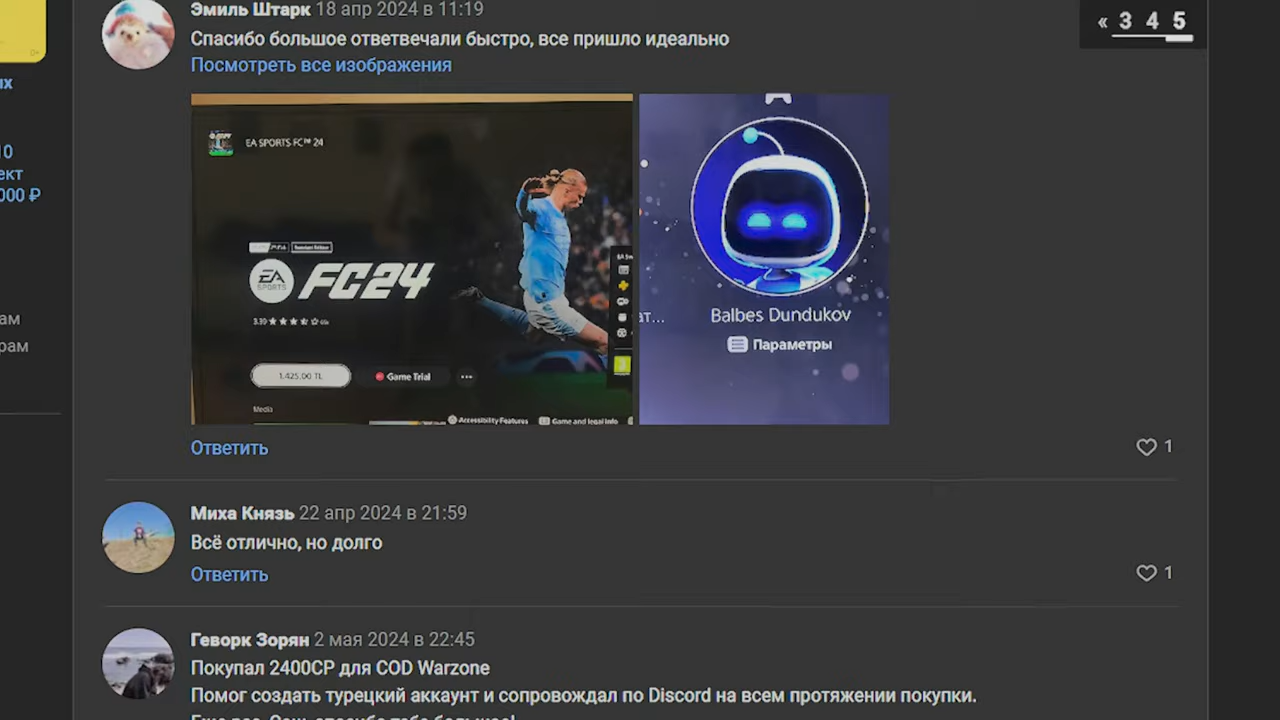 Эмиль Штарк 18 апр 2024 в 11:19
« 3 4 5
Спасибо большое ответвечали быстро, все пришло идеально
Посмотреть все изображения
EA SPORTS FC™ 24
EA SPORTS FC24
3.39
1.425,00 TL
Game Trial
Media
Accessibility Features
Game and legal info
Balbes Dundukov
Параметры
Ответить
1
Миха Князь 22 апр 2024 в 21:59
Всё отлично, но долго
Ответить
1
Геворк Зорян 2 мая 2024 в 22:45
Покупал 2400CP для COD Warzone
Помог создать турецкий аккаунт и сопровождал по Discord на всем протяжении покупки.
10
000 ₽